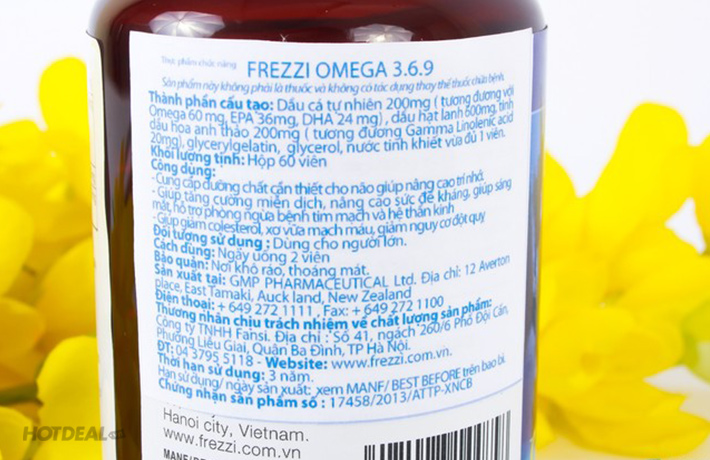 Thực phẩm chức năng
FREZZI OMEGA 3.6.9
Sản phẩm này không phải là thuốc và không có tác dụng thay thế thuốc chữa bệnh.
Thành phần cấu tạo: Dầu cá tự nhiên 200mg ( tương đương với
Omega 60 mg, EPA 36mg, DHA 24 mg) , dầu hạt lanh 600mg, tinh
dầu hoa anh thảo 200mg ( tương đương Gamma Linolenic acid
20mg), glycerylgelatin, glycerol, nước tinh khiết vừa đủ 1 viên.
Khối lượng tịnh: Hộp 60 viên
Công dụng:
- Cung cấp dưỡng chất cần thiết cho não giúp nâng cao trí nhớ.
- Giúp tăng cường miễn dịch, nâng cao sức đề kháng, giúp sáng
mắt, hỗ trợ phòng ngừa bệnh tim mạch và hệ thần kinh
- Giúp giảm colesterol, xơ vữa mạch máu, giảm nguy cơ đột quỵ
Đối tượng sử dụng : Dùng cho người lớn.
Cách dùng: Ngày uống 2 viên
Bảo quản: Nơi khô ráo, thoáng mát.
Sản xuất tại: GMP PHARMACEUTICAL Ltd. Địa chỉ: 12 Averton
place, East Tamaki, Auck land, New Zealand
Điện thoại: + 649 272 1111 , Fax: + 649 272 1100
Thương nhân chịu trách nhiệm về chất lượng sản phẩm:
Công ty TNHH Fansi. Địa chỉ : Số 41, ngách 260/6 Phố Đội Cấn,
Phường Liễu Giai, Quận Ba Đình, TP Hà Nội.
ĐT: 04 3795 5118 - Website: www.frezzi.com.vn.
Thời hạn sử dụng: 3 năm.
Hạn sử dụng/ ngày sản xuất: xem MANF/ BEST BEFORE trên bao bì.
Chứng nhận sản phẩm số : 17458/2013/ATTP-XNCB
Hanoi city, Vietnam.
www.frezzi.com.vn
HOTDEAL